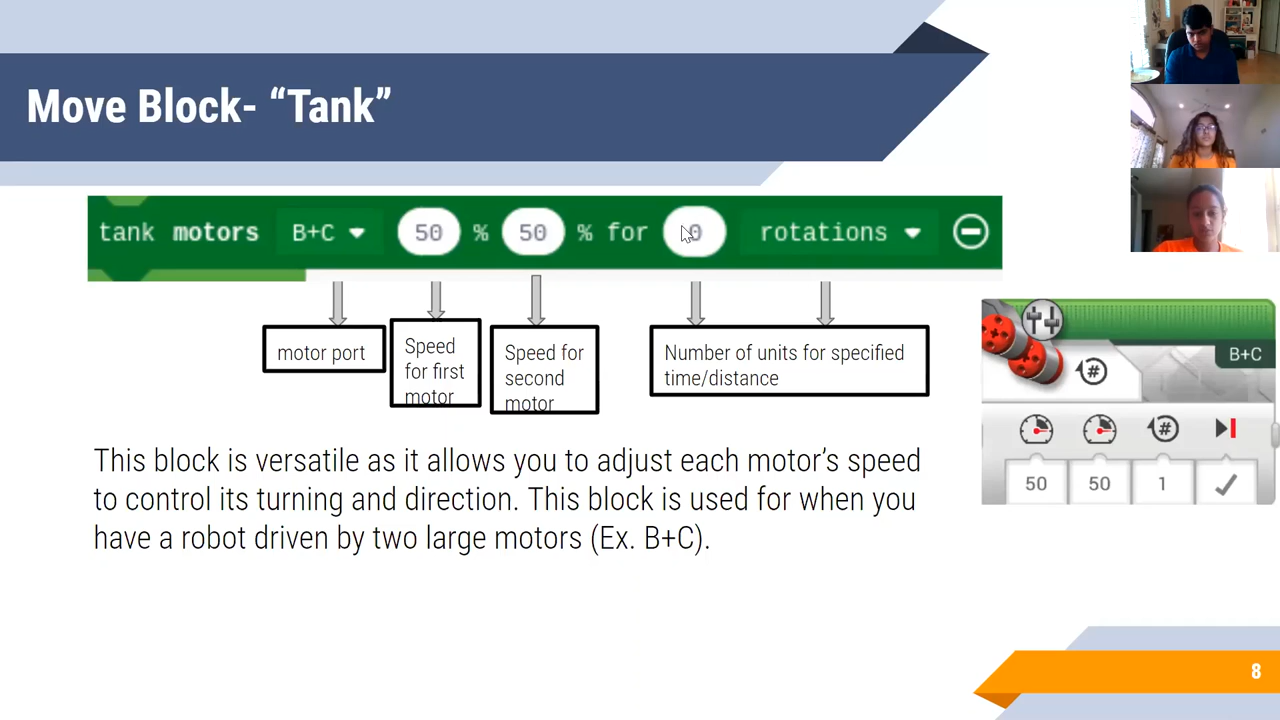 Move Block- “Tank”
tank motors B+C 50 % 50 % for 0 rotations
motor port
Speed
for first
motor
Speed for
second
motor
Number of units for specified
time/distance
B+C
#
#
50 50 1
This block is versatile as it allows you to adjust each motor’s speed
to control its turning and direction. This block is used for when you
have a robot driven by two large motors (Ex. B+C).
8